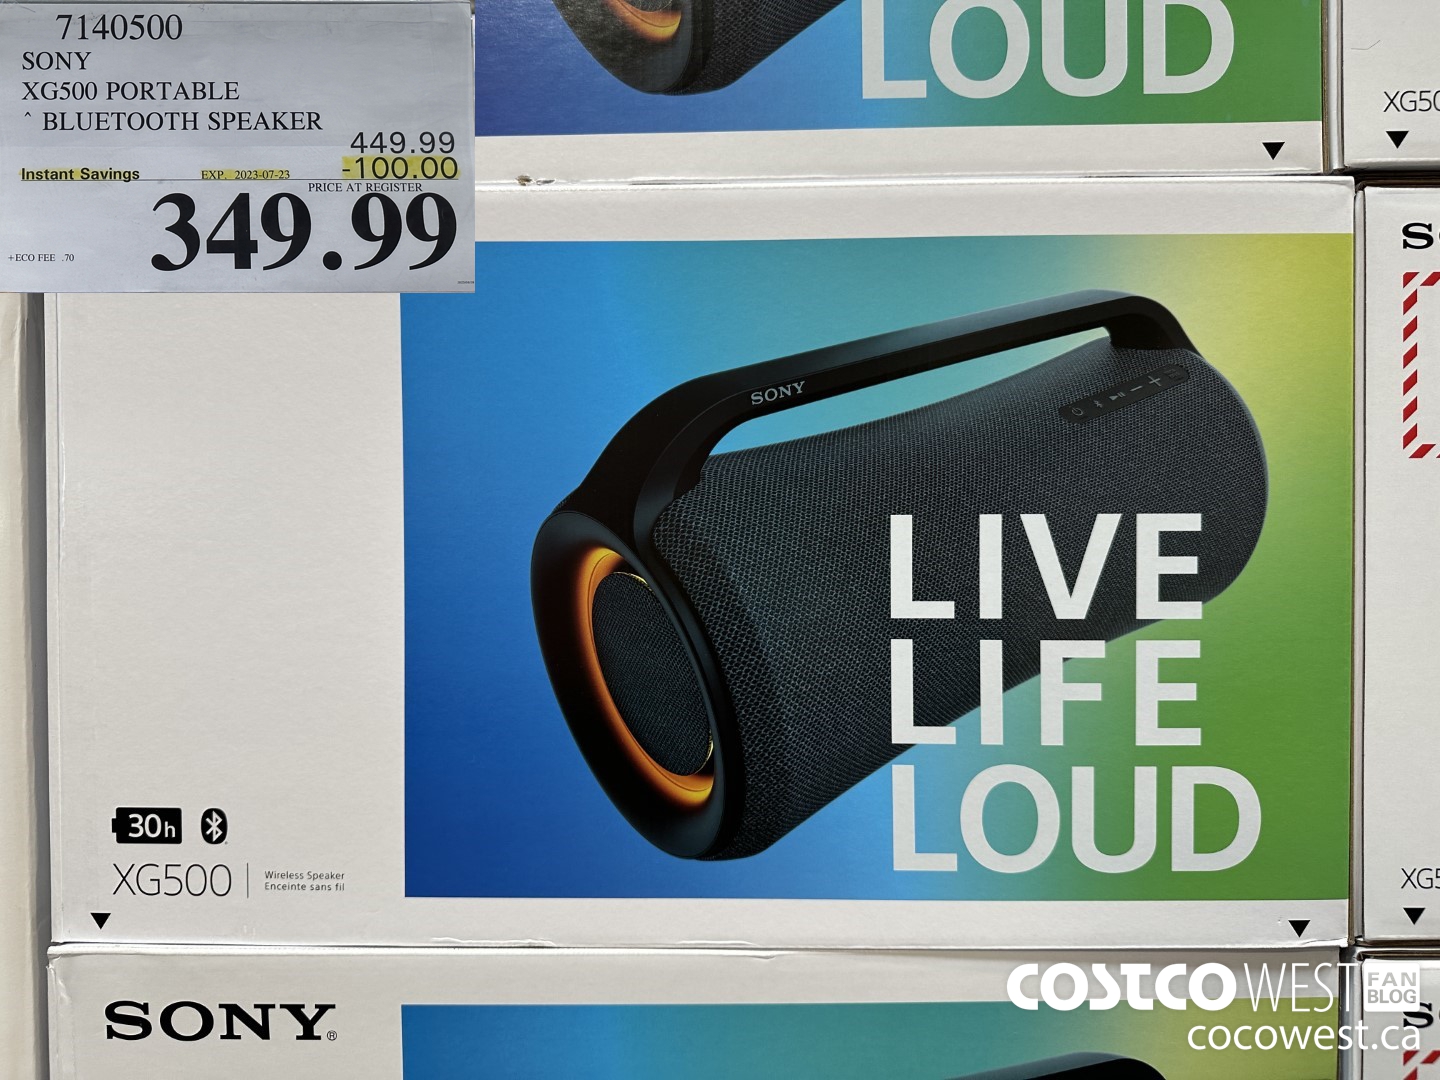 7140500
SONY
XG500 PORTABLE
^ BLUETOOTH SPEAKER
449.99
Instant Savings EXP. 2023-07-23 -100.00
PRICE AT REGISTER
349.99
+ECO FEE .70
LOUD
XG50
SONY
LIVE
LIFE
LOUD
30h
XG500
Wireless Speaker
Enceinte sans fil
S
XG5
SONY®
S
COSTCO WEST FAN BLOG
cocowest.ca